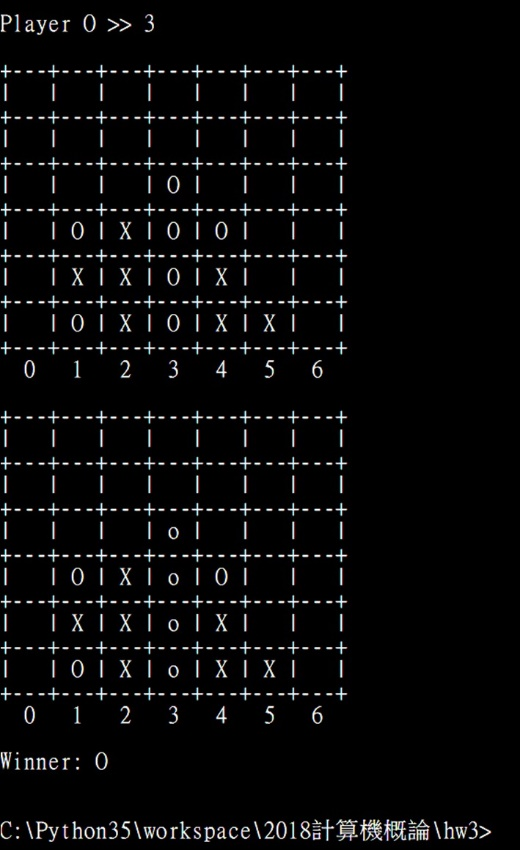 Player O >> 3
+---+---+---+---+---+---+---+
|   |   |   |   |   |   |   |
+---+---+---+---+---+---+---+
|   |   |   |   |   |   |   |
+---+---+---+---+---+---+---+
|   |   |   | O |   |   |   |
+---+---+---+---+---+---+---+
|   | O | X | O | O |   |   |
+---+---+---+---+---+---+---+
|   | X | X | O | X |   |   |
+---+---+---+---+---+---+---+
|   | O | X | O | X | X |   |
+---+---+---+---+---+---+---+
  0   1   2   3   4   5   6
+---+---+---+---+---+---+---+
|   |   |   |   |   |   |   |
+---+---+---+---+---+---+---+
|   |   |   |   |   |   |   |
+---+---+---+---+---+---+---+
|   |   |   | o |   |   |   |
+---+---+---+---+---+---+---+
|   | O | X | o | O |   |   |
+---+---+---+---+---+---+---+
|   | X | X | o | X |   |   |
+---+---+---+---+---+---+---+
|   | O | X | o | X | X |   |
+---+---+---+---+---+---+---+
  0   1   2   3   4   5   6
Winner: O
C:\Python35\workspace\2018計算機概論\hw3>